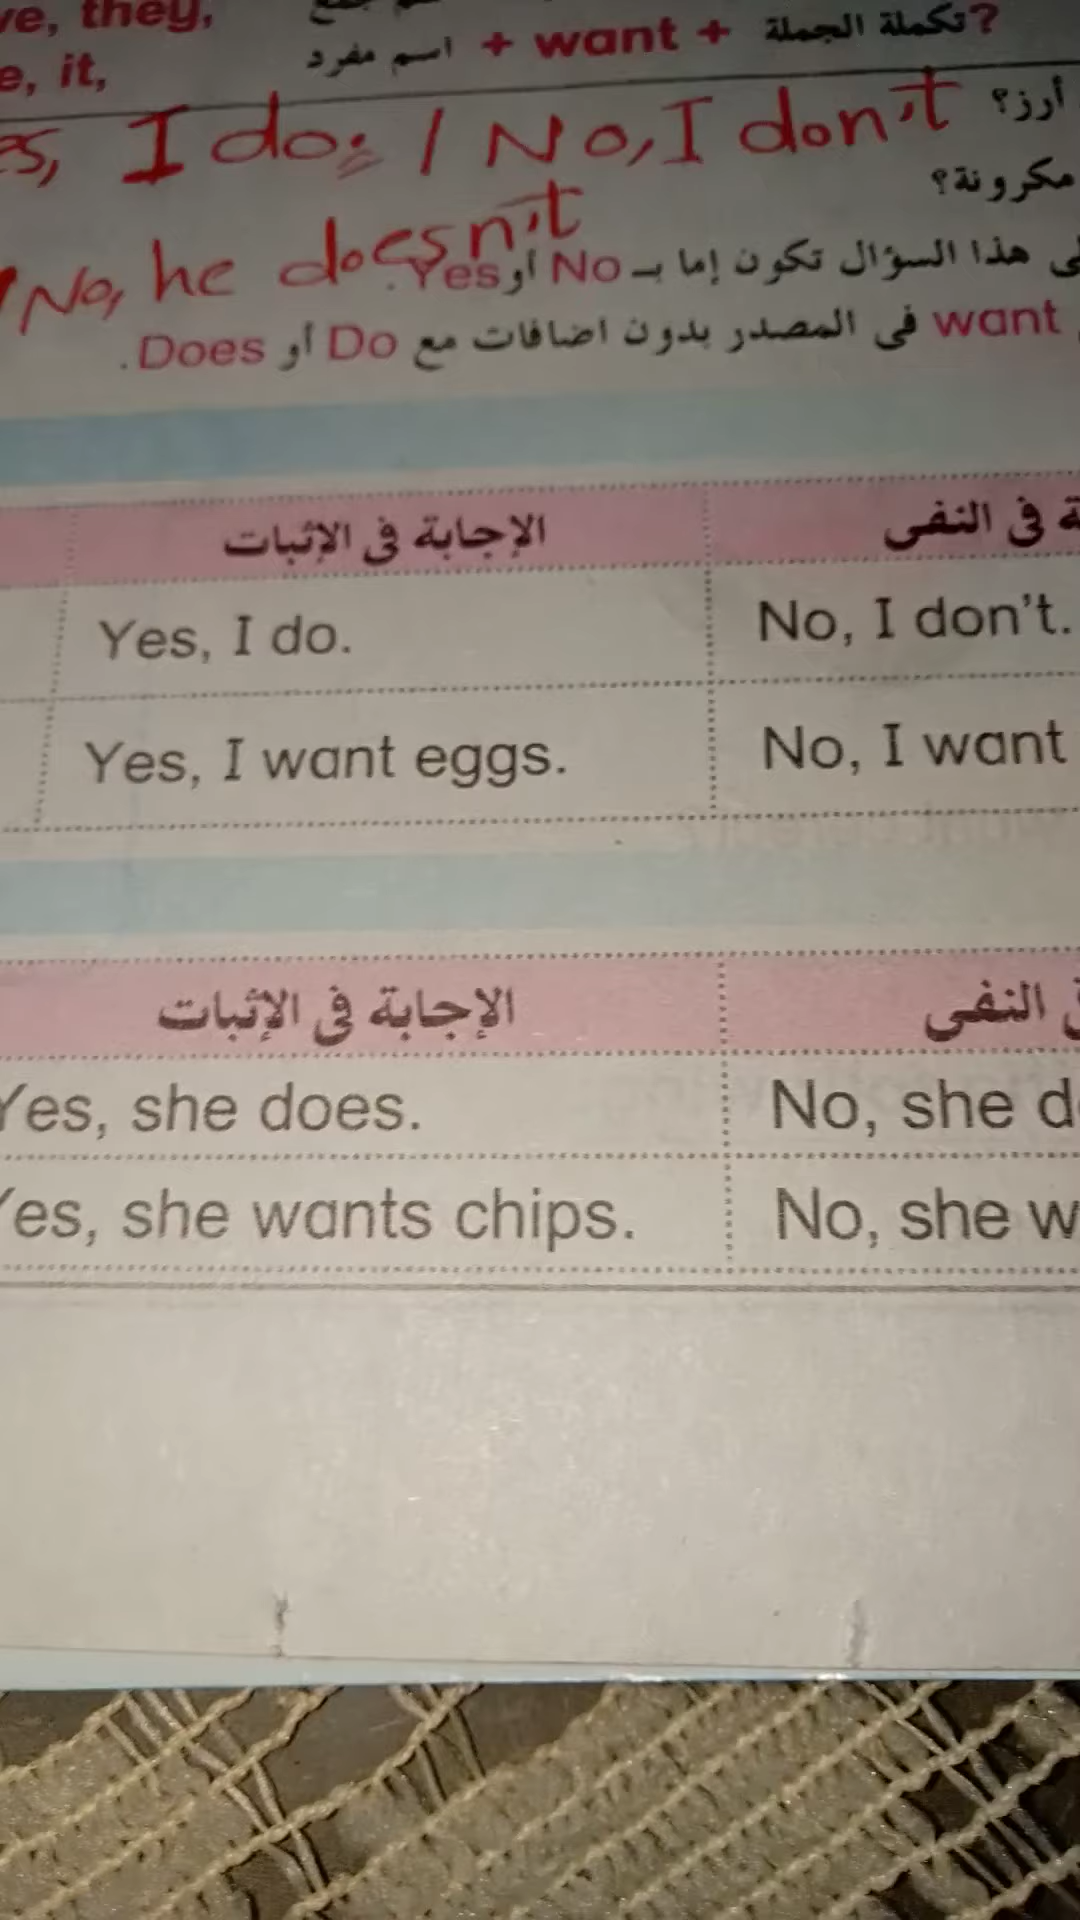 they,
اسم مفرد + want + تكملة الجملة?
it,
I do. / No, I don't
أرز؟
مكرونة؟
No, he doesn't
هذا السؤال تكون إما بـ No أو Yes.
want في المصدر بدون اضافات مع Do أو Does.
الإجابة في الإثبات
في النفى
Yes, I do.
No, I don't.
Yes, I want eggs.
No, I want
الإجابة في الإثبات
النفى
Yes, she does.
No, she
Yes, she wants chips.
No, she